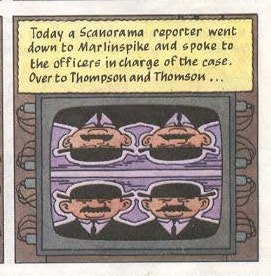 Today a Scanorama reporter went
down to Marlinspike and spoke to
the officers in charge of the case.
Over to Thompson and Thomson ...